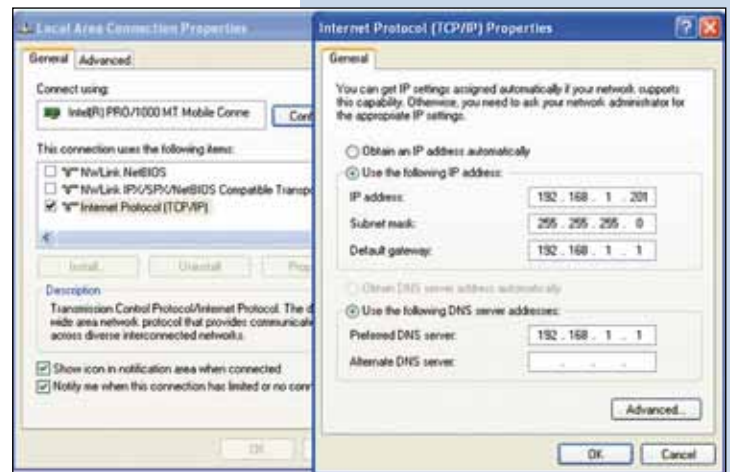 Local Area Connection Properties
General Advanced
Connect using:
Intel(R) PRO/1000 MT Mobile Conne
Conf
This connection uses the following items:
NWLink NetBIOS
NWLink IPX/SPX/NetBIOS Compatible Transpo
Internet Protocol (TCP/IP)
Install...
Uninstall
Prop
Description
Transmission Control Protocol/Internet Protocol. The d
wide area network protocol that provides communicat
across diverse interconnected networks.
Show icon in notification area when connected
Notify me when this connection has limited or no conn
OK
Internet Protocol (TCP/IP) Properties
General
You can get IP settings assigned automatically if your network supports
this capability. Otherwise, you need to ask your network administrator for
the appropriate IP settings.
Obtain an IP address automatically
Use the following IP address:
IP address: 192 . 168 . 1 . 201
Subnet mask: 255 . 255 . 255 . 0
Default gateway: 192 . 168 . 1 . 1
Obtain DNS server address automatically
Use the following DNS server addresses:
Preferred DNS server: 192 . 168 . 1 . 1
Alternate DNS server: . . .
Advanced...
OK Cancel